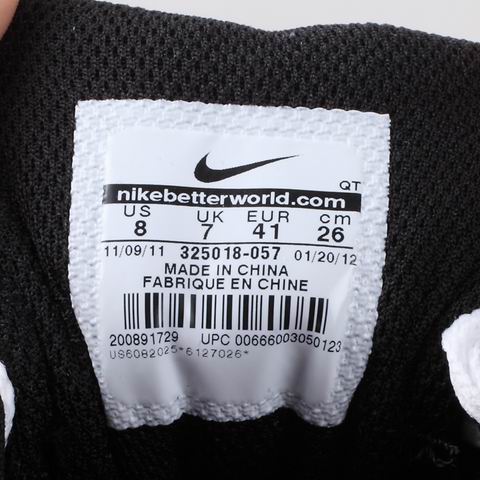 QT
nikebetterworld.com
US UK EUR cm
8 7 41 26
11/09/11 325018-057 01/20/12
MADE IN CHINA
FABRIQUE EN CHINE
200891729 UPC 00666003050123
US6082025*6127026*